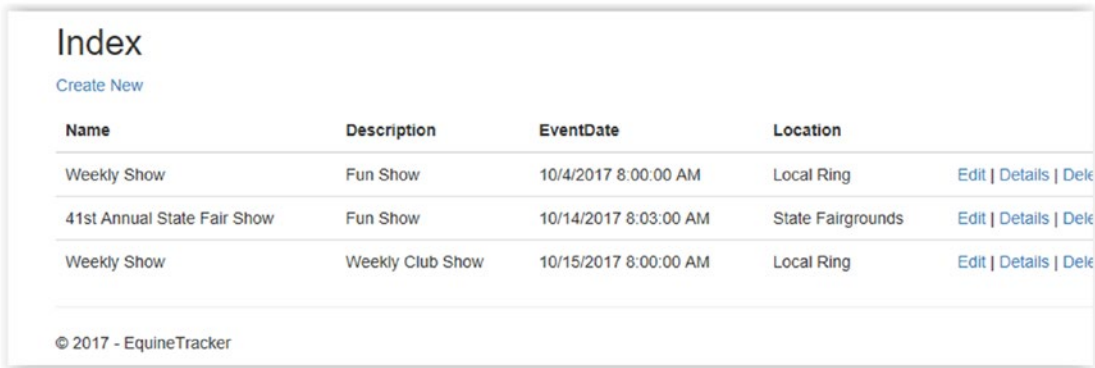 Index
Create New
Name Description EventDate Location
Weekly Show Fun Show 10/4/2017 8:00:00 AM Local Ring Edit | Details | Dele
41st Annual State Fair Show Fun Show 10/14/2017 8:03:00 AM State Fairgrounds Edit | Details | Dele
Weekly Show Weekly Club Show 10/15/2017 8:00:00 AM Local Ring Edit | Details | Dele
© 2017 - EquineTracker